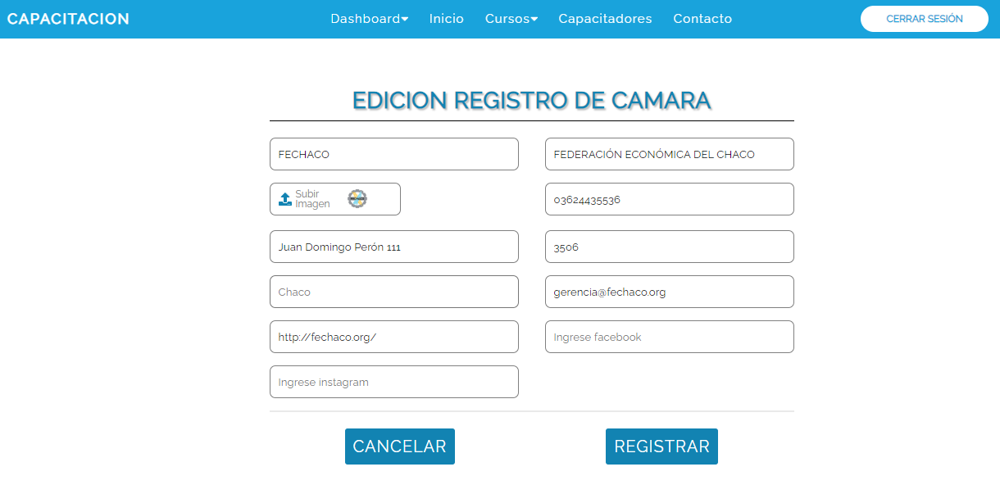 CAPACITACION
Dashboard
Inicio
Cursos
Capacitadores
Contacto
CERRAR SESIÓN
EDICION REGISTRO DE CAMARA
FECHACO
FEDERACIÓN ECONÓMICA DEL CHACO
Subir
Imagen
FECHACO
03624435536
Juan Domingo Perón 111
3506
Chaco
gerencia@fechaco.org
http://fechaco.org/
Ingrese facebook
Ingrese instagram
CANCELAR
REGISTRAR